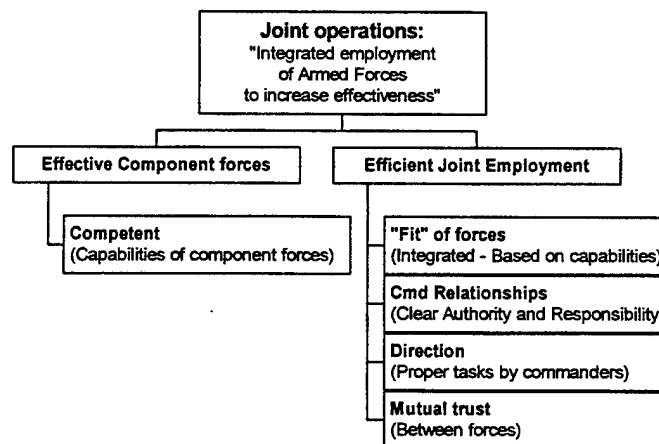 Joint operations:
"Integrated employment
of Armed Forces
to increase effectiveness"
Effective Component forces
Efficient Joint Employment
Competent
(Capabilities of component forces)
"Fit" of forces
(Integrated - Based on capabilities)
Cmd Relationships
(Clear Authority and Responsibility
Direction
(Proper tasks by commanders)
Mutual trust
(Between forces)